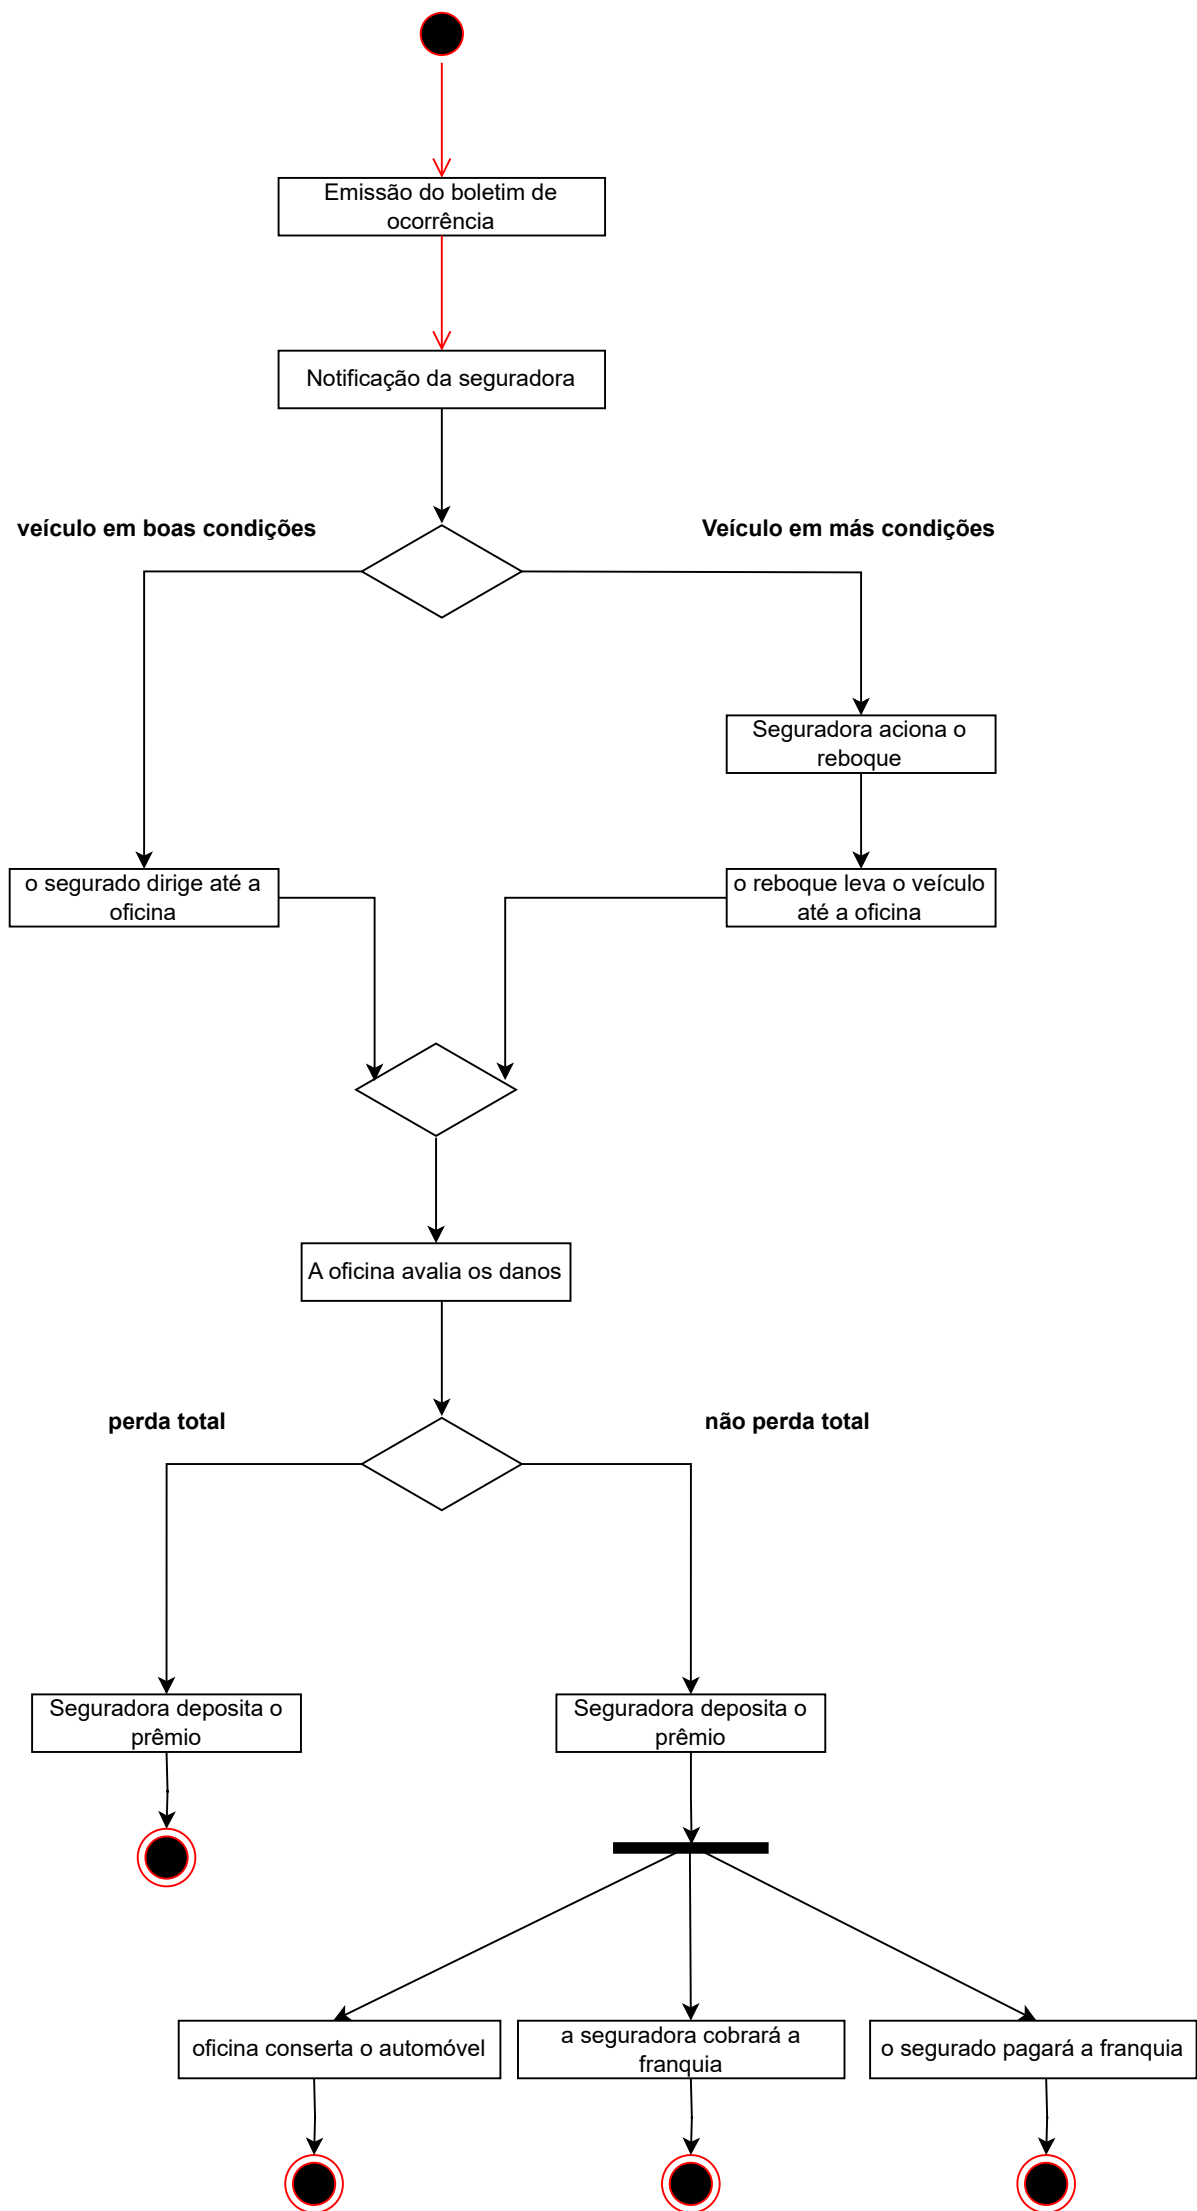 Emissão do boletim de
ocorrência
Notificação da seguradora
veículo em boas condições
Veículo em más condições
Seguradora aciona o
reboque
o segurado dirige até a
oficina
o reboque leva o veículo
até a oficina
A oficina avalia os danos
perda total
não perda total
Seguradora deposita o
prêmio
Seguradora deposita o
prêmio
oficina conserta o automóvel
a seguradora cobrará a
franquia
o segurado pagará a franquia